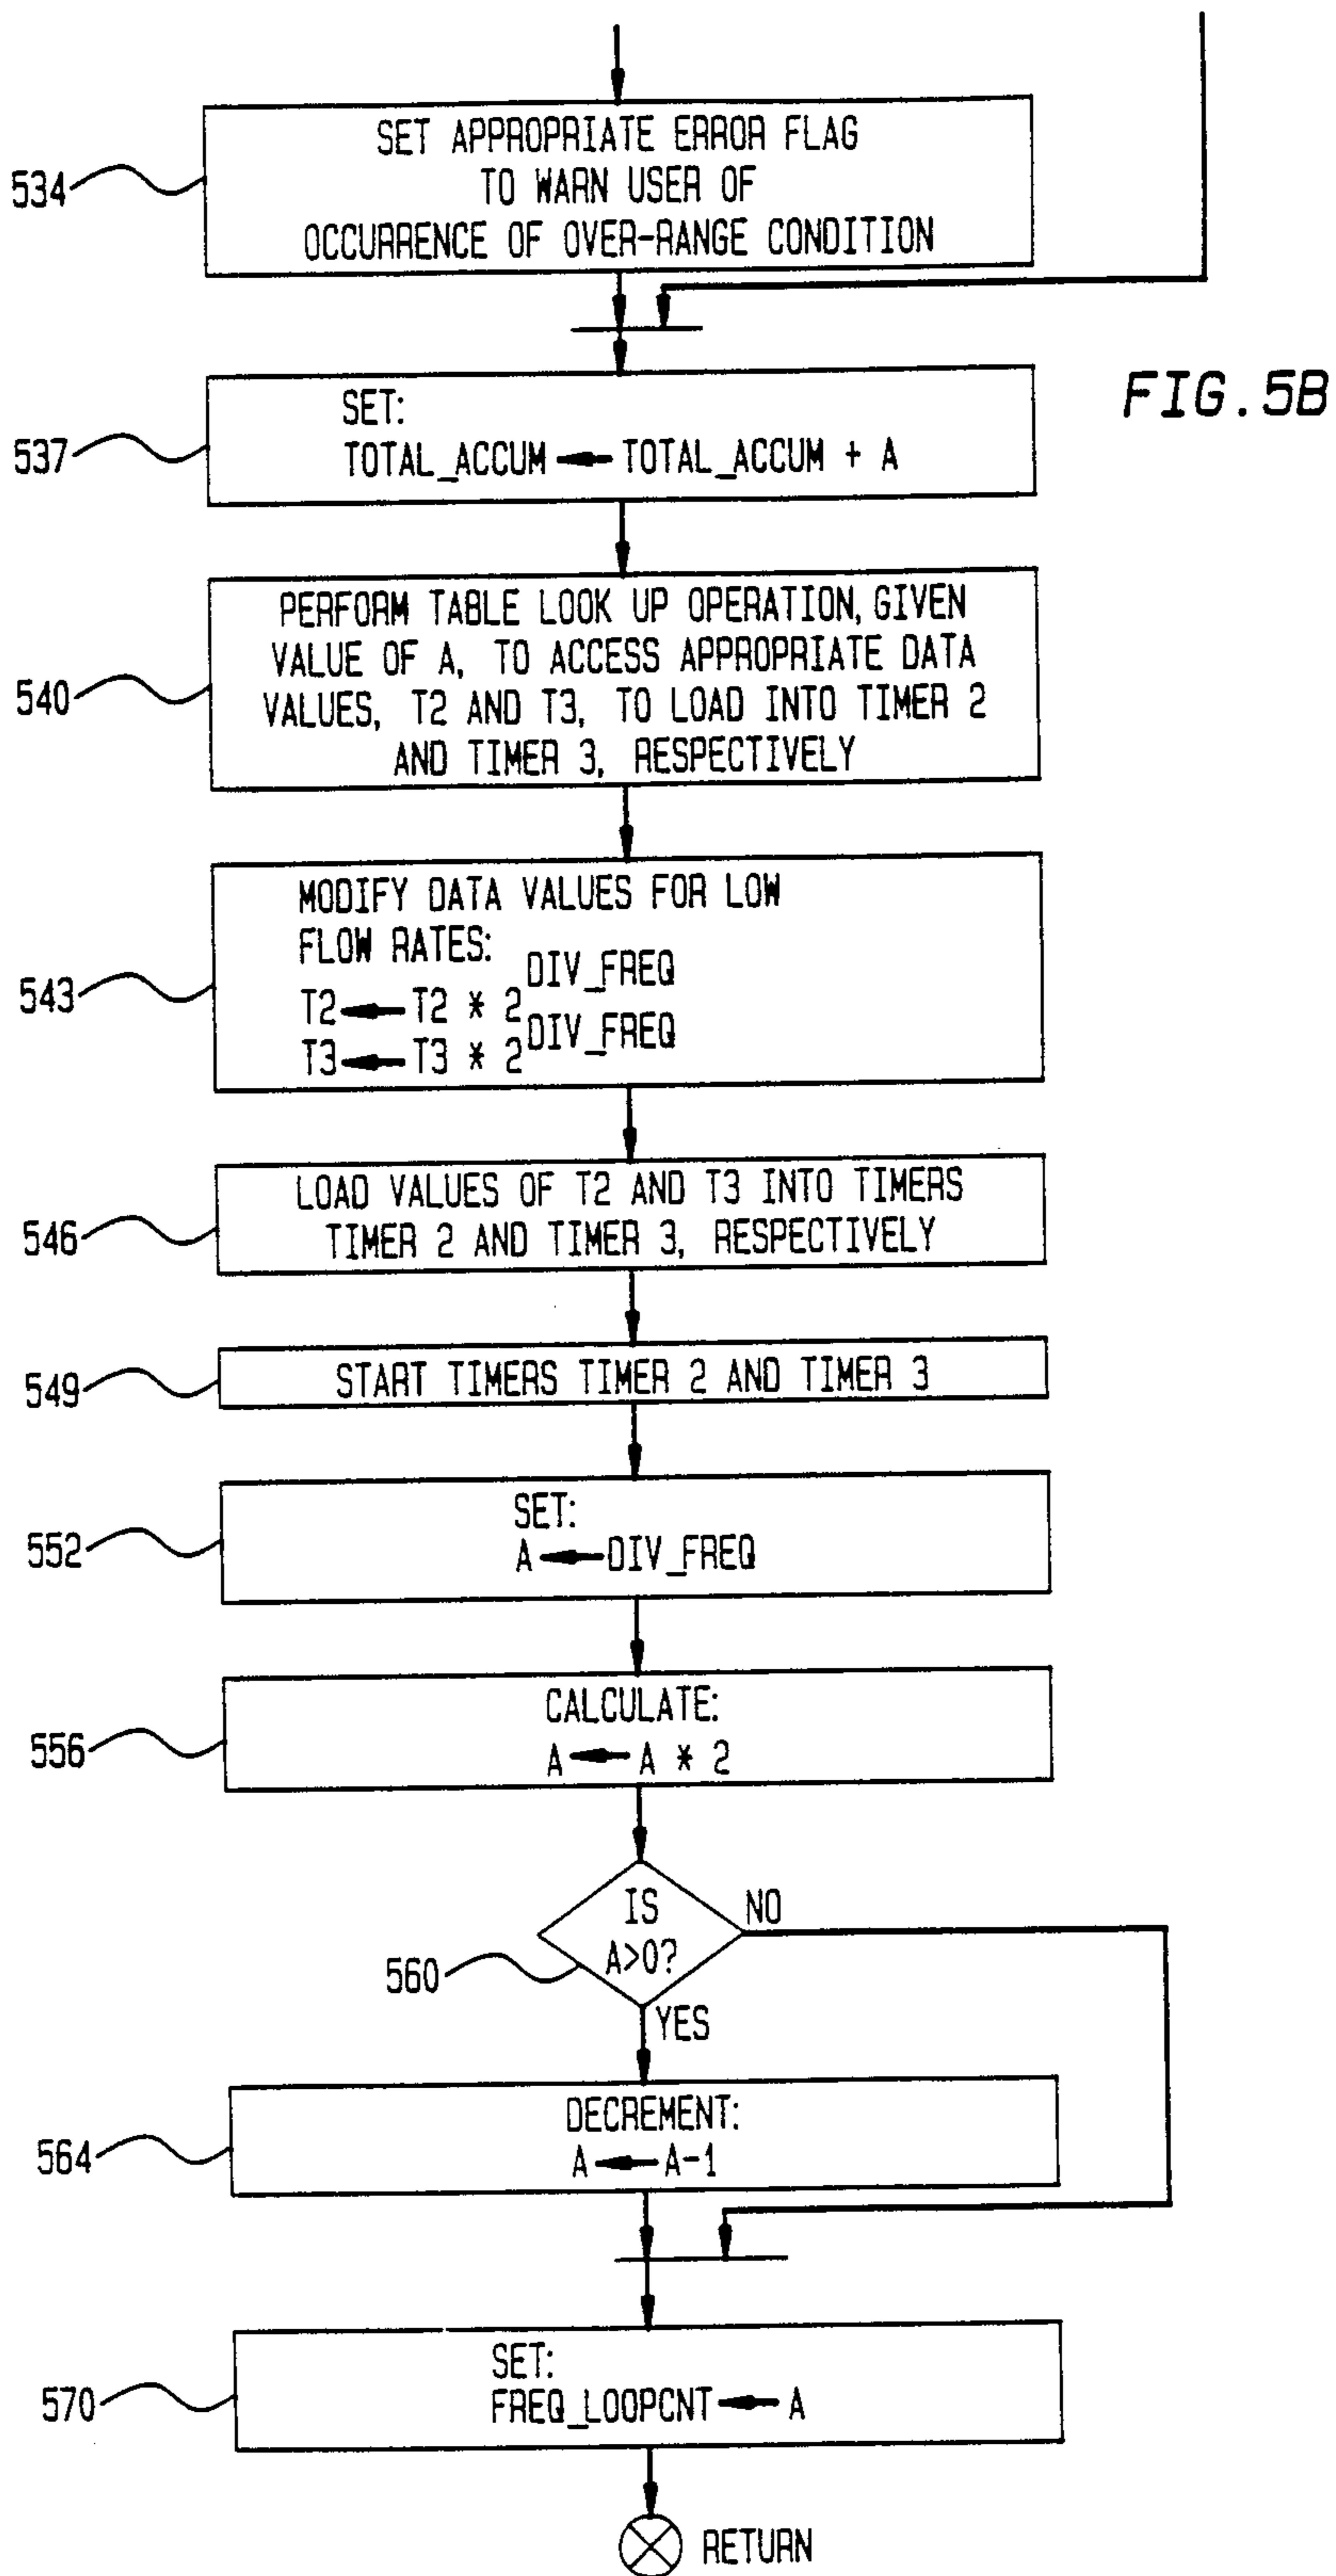 534
SET APPROPRIATE ERROR FLAG
TO WARN USER OF
OCCURRENCE OF OVER-RANGE CONDITION
FIG.5B
537
SET:
TOTAL_ACCUM ← TOTAL_ACCUM + A
540
PERFORM TABLE LOOK UP OPERATION, GIVEN
VALUE OF A, TO ACCESS APPROPRIATE DATA
VALUES, T2 AND T3, TO LOAD INTO TIMER 2
AND TIMER 3, RESPECTIVELY
543
MODIFY DATA VALUES FOR LOW
FLOW RATES:
T2 ← T2 * 2 DIV_FREQ
T3 ← T3 * 2 DIV_FREQ
546
LOAD VALUES OF T2 AND T3 INTO TIMERS
TIMER 2 AND TIMER 3, RESPECTIVELY
549
START TIMERS TIMER 2 AND TIMER 3
552
SET:
A ← DIV_FREQ
556
CALCULATE:
A ← A * 2
560
IS
A>0?
NO
YES
564
DECREMENT:
A ← A-1
570
SET:
FREQ_LOOPCNT ← A
RETURN